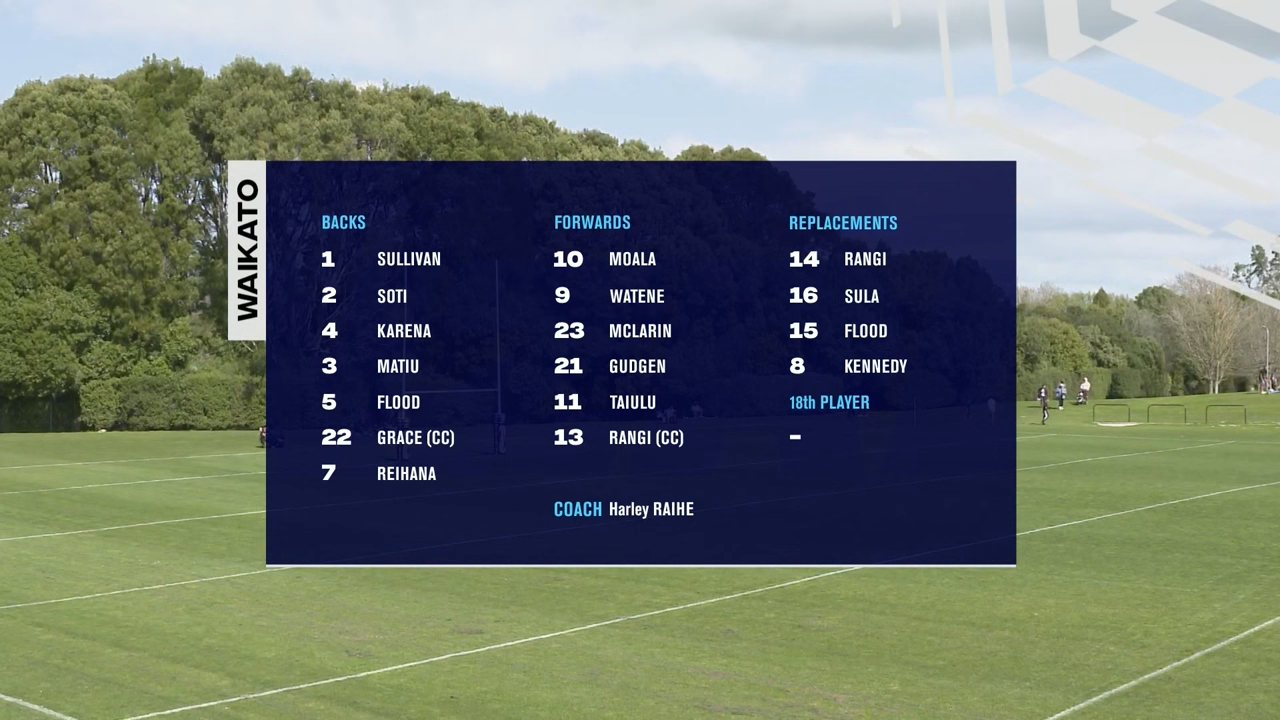 WAIKATO
BACKS
1 SULLIVAN
2 SOTI
4 KARENA
3 MATIU
5 FLOOD
22 GRACE (CC)
7 REIHANA
FORWARDS
10 MOALA
9 WATENE
23 MCLARIN
21 GUDGEN
11 TAIULU
13 RANGI (CC)
REPLACEMENTS
14 RANGI
16 SULA
15 FLOOD
8 KENNEDY
18th PLAYER
-
COACH Harley RAIHE